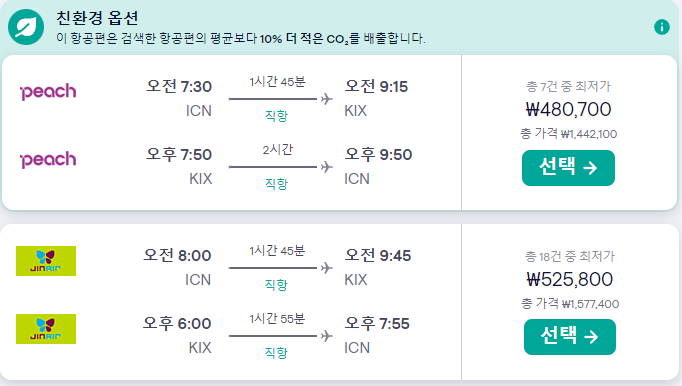 친환경 옵션
이 항공편은 검색한 항공편의 평균보다 10% 더 적은 CO₂를 배출합니다.
peach
오전 7:30
ICN
1시간 45분
직항
오전 9:15
KIX
peach
오후 7:50
KIX
2시간
직항
오후 9:50
ICN
총 7건 중 최저가
₩480,700
총 가격 ₩1,442,100
선택 →
JINAIR
오전 8:00
ICN
1시간 45분
직항
오전 9:45
KIX
JINAIR
오후 6:00
KIX
1시간 55분
직항
오후 7:55
ICN
총 18건 중 최저가
₩525,800
총 가격 ₩1,577,400
선택 →